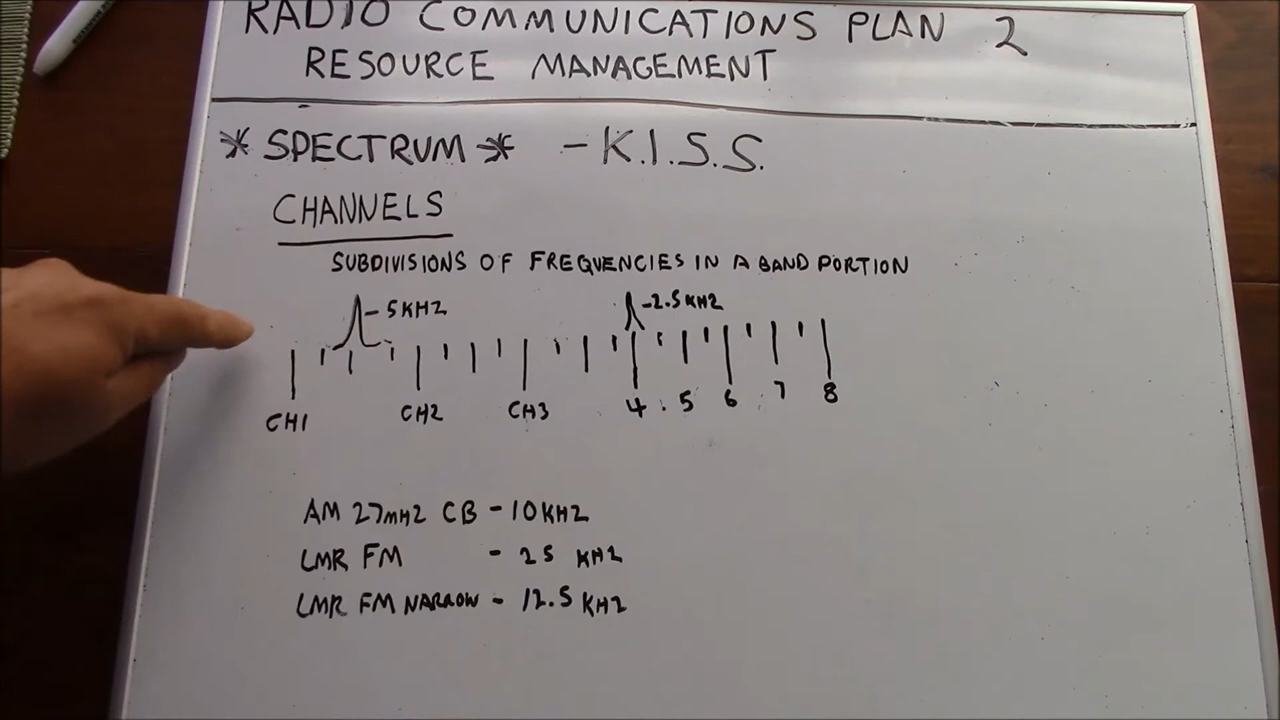 RADIO COMMUNICATIONS PLAN 2
RESOURCE MANAGEMENT
* SPECTRUM * - K.I.S.S.
CHANNELS
SUBDIVISIONS OF FREQUENCIES IN A BAND PORTION
- 5KHZ
-2.5KHZ
CH1 CH2 CH3 4 5 6 7 8
AM 27MHZ CB - 10KHZ
LMR FM - 25 KHZ
LMR FM NARROW - 12.5 KHZ